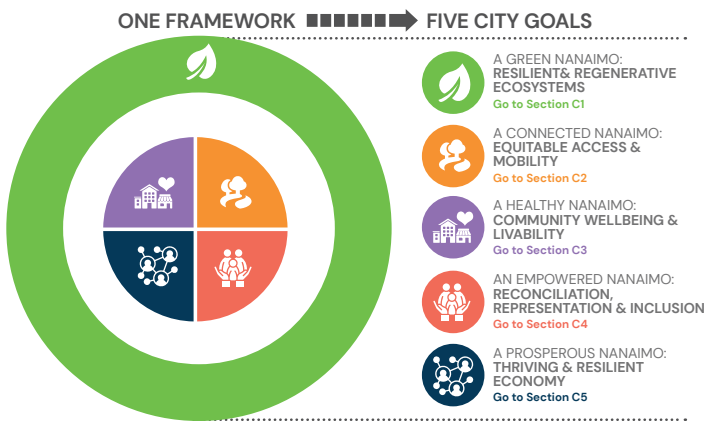 ONE FRAMEWORK
FIVE CITY GOALS
A GREEN NANAIMO:
RESILIENT& REGENERATIVE
ECOSYSTEMS
Go to Section C1
A CONNECTED NANAIMO:
EQUITABLE ACCESS &
MOBILITY
Go to Section C2
A HEALTHY NANAIMO:
COMMUNITY WELLBEING &
LIVABILITY
Go to Section C3
AN EMPOWERED NANAIMO:
RECONCILIATION,
REPRESENTATION & INCLUSION
Go to Section C4
A PROSPEROUS NANAIMO:
THRIVING & RESILIENT
ECONOMY
Go to Section C5